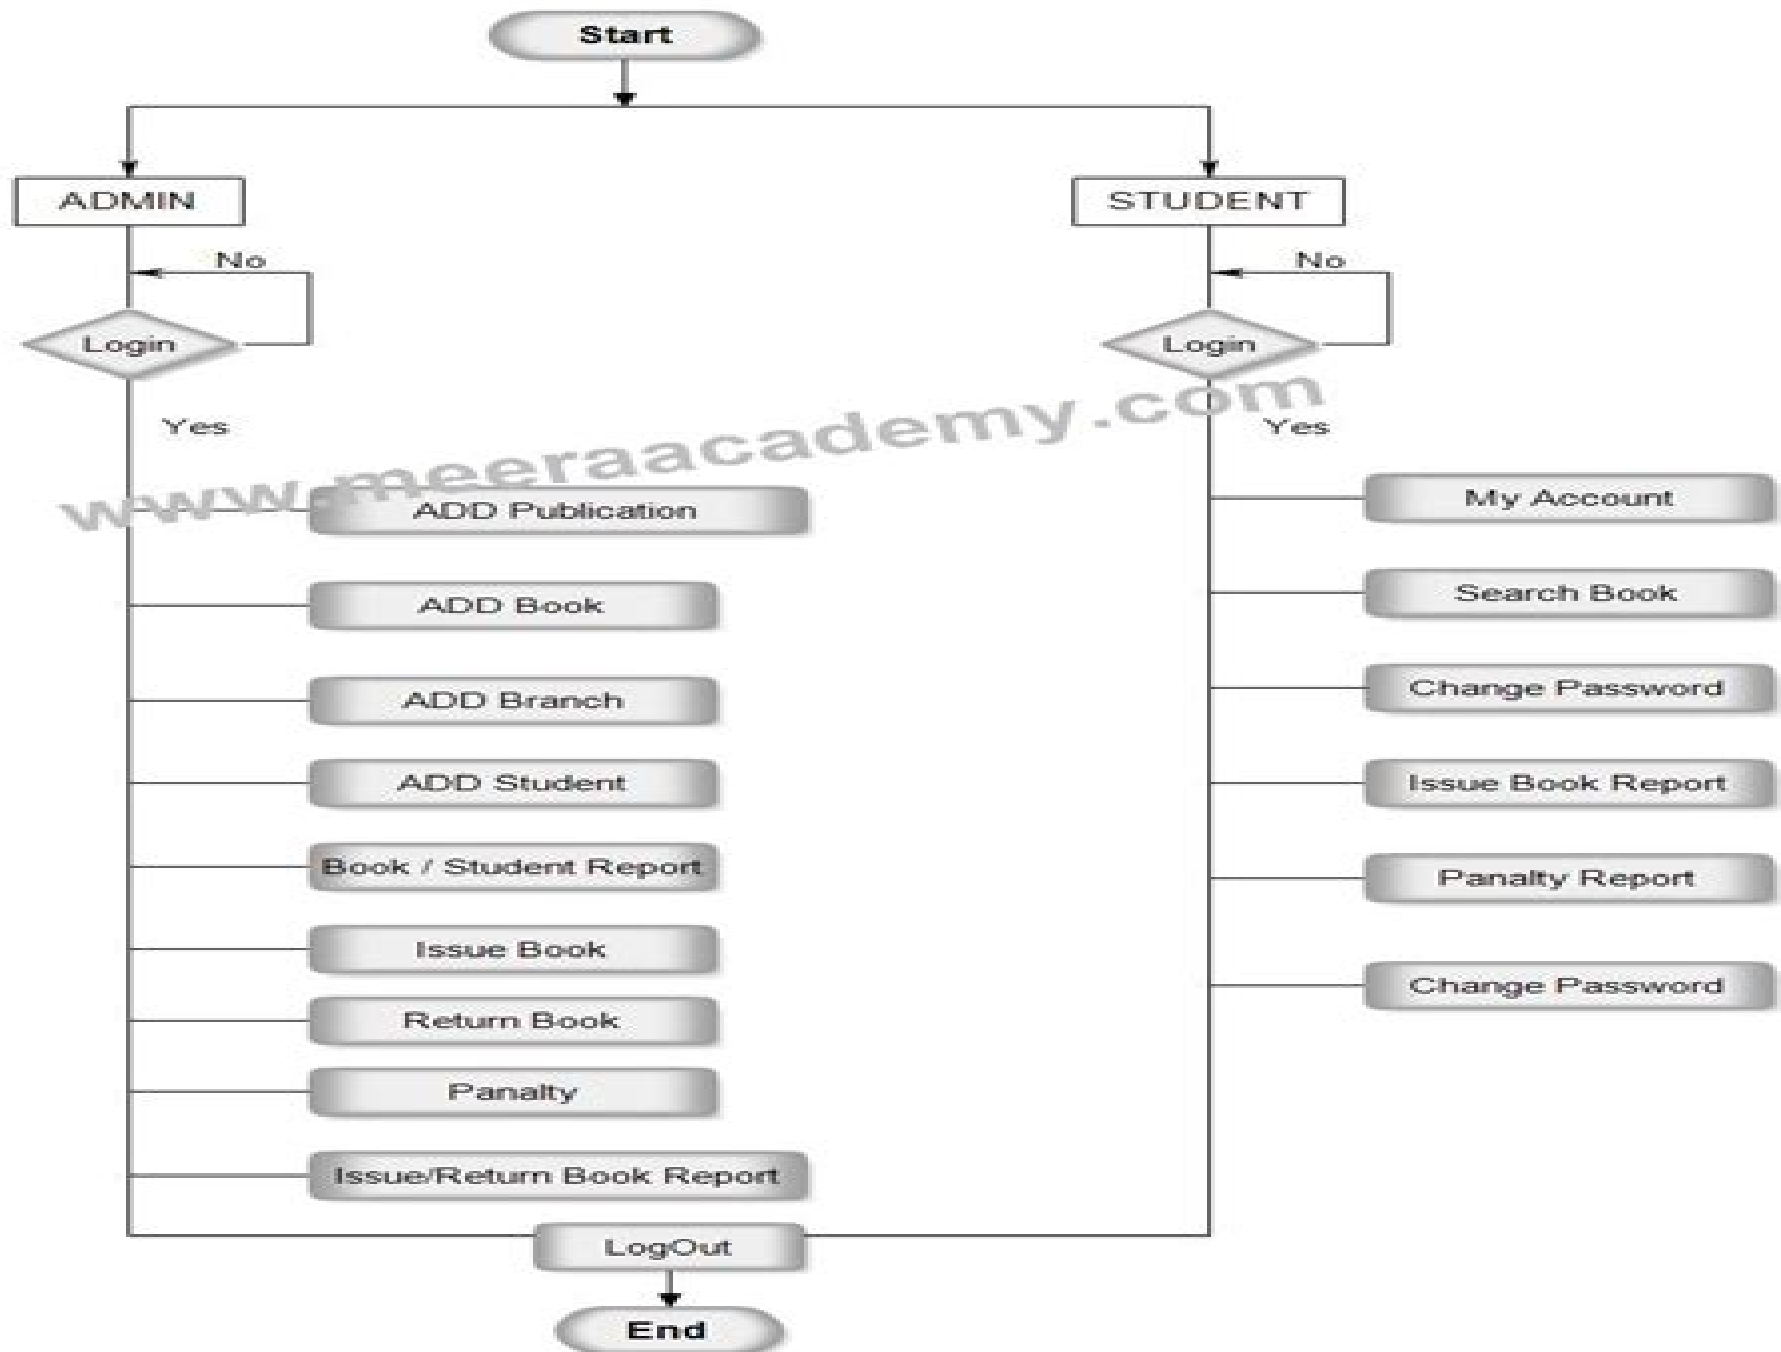 Start
ADMIN
STUDENT
No
No
Login
Login
Yes
Yes
www.meeraacademy.com
ADD Publication
My Account
ADD Book
Search Book
ADD Branch
Change Password
ADD Student
Issue Book Report
Book / Student Report
Panalty Report
Issue Book
Change Password
Return Book
Panalty
Issue/Return Book Report
LogOut
End